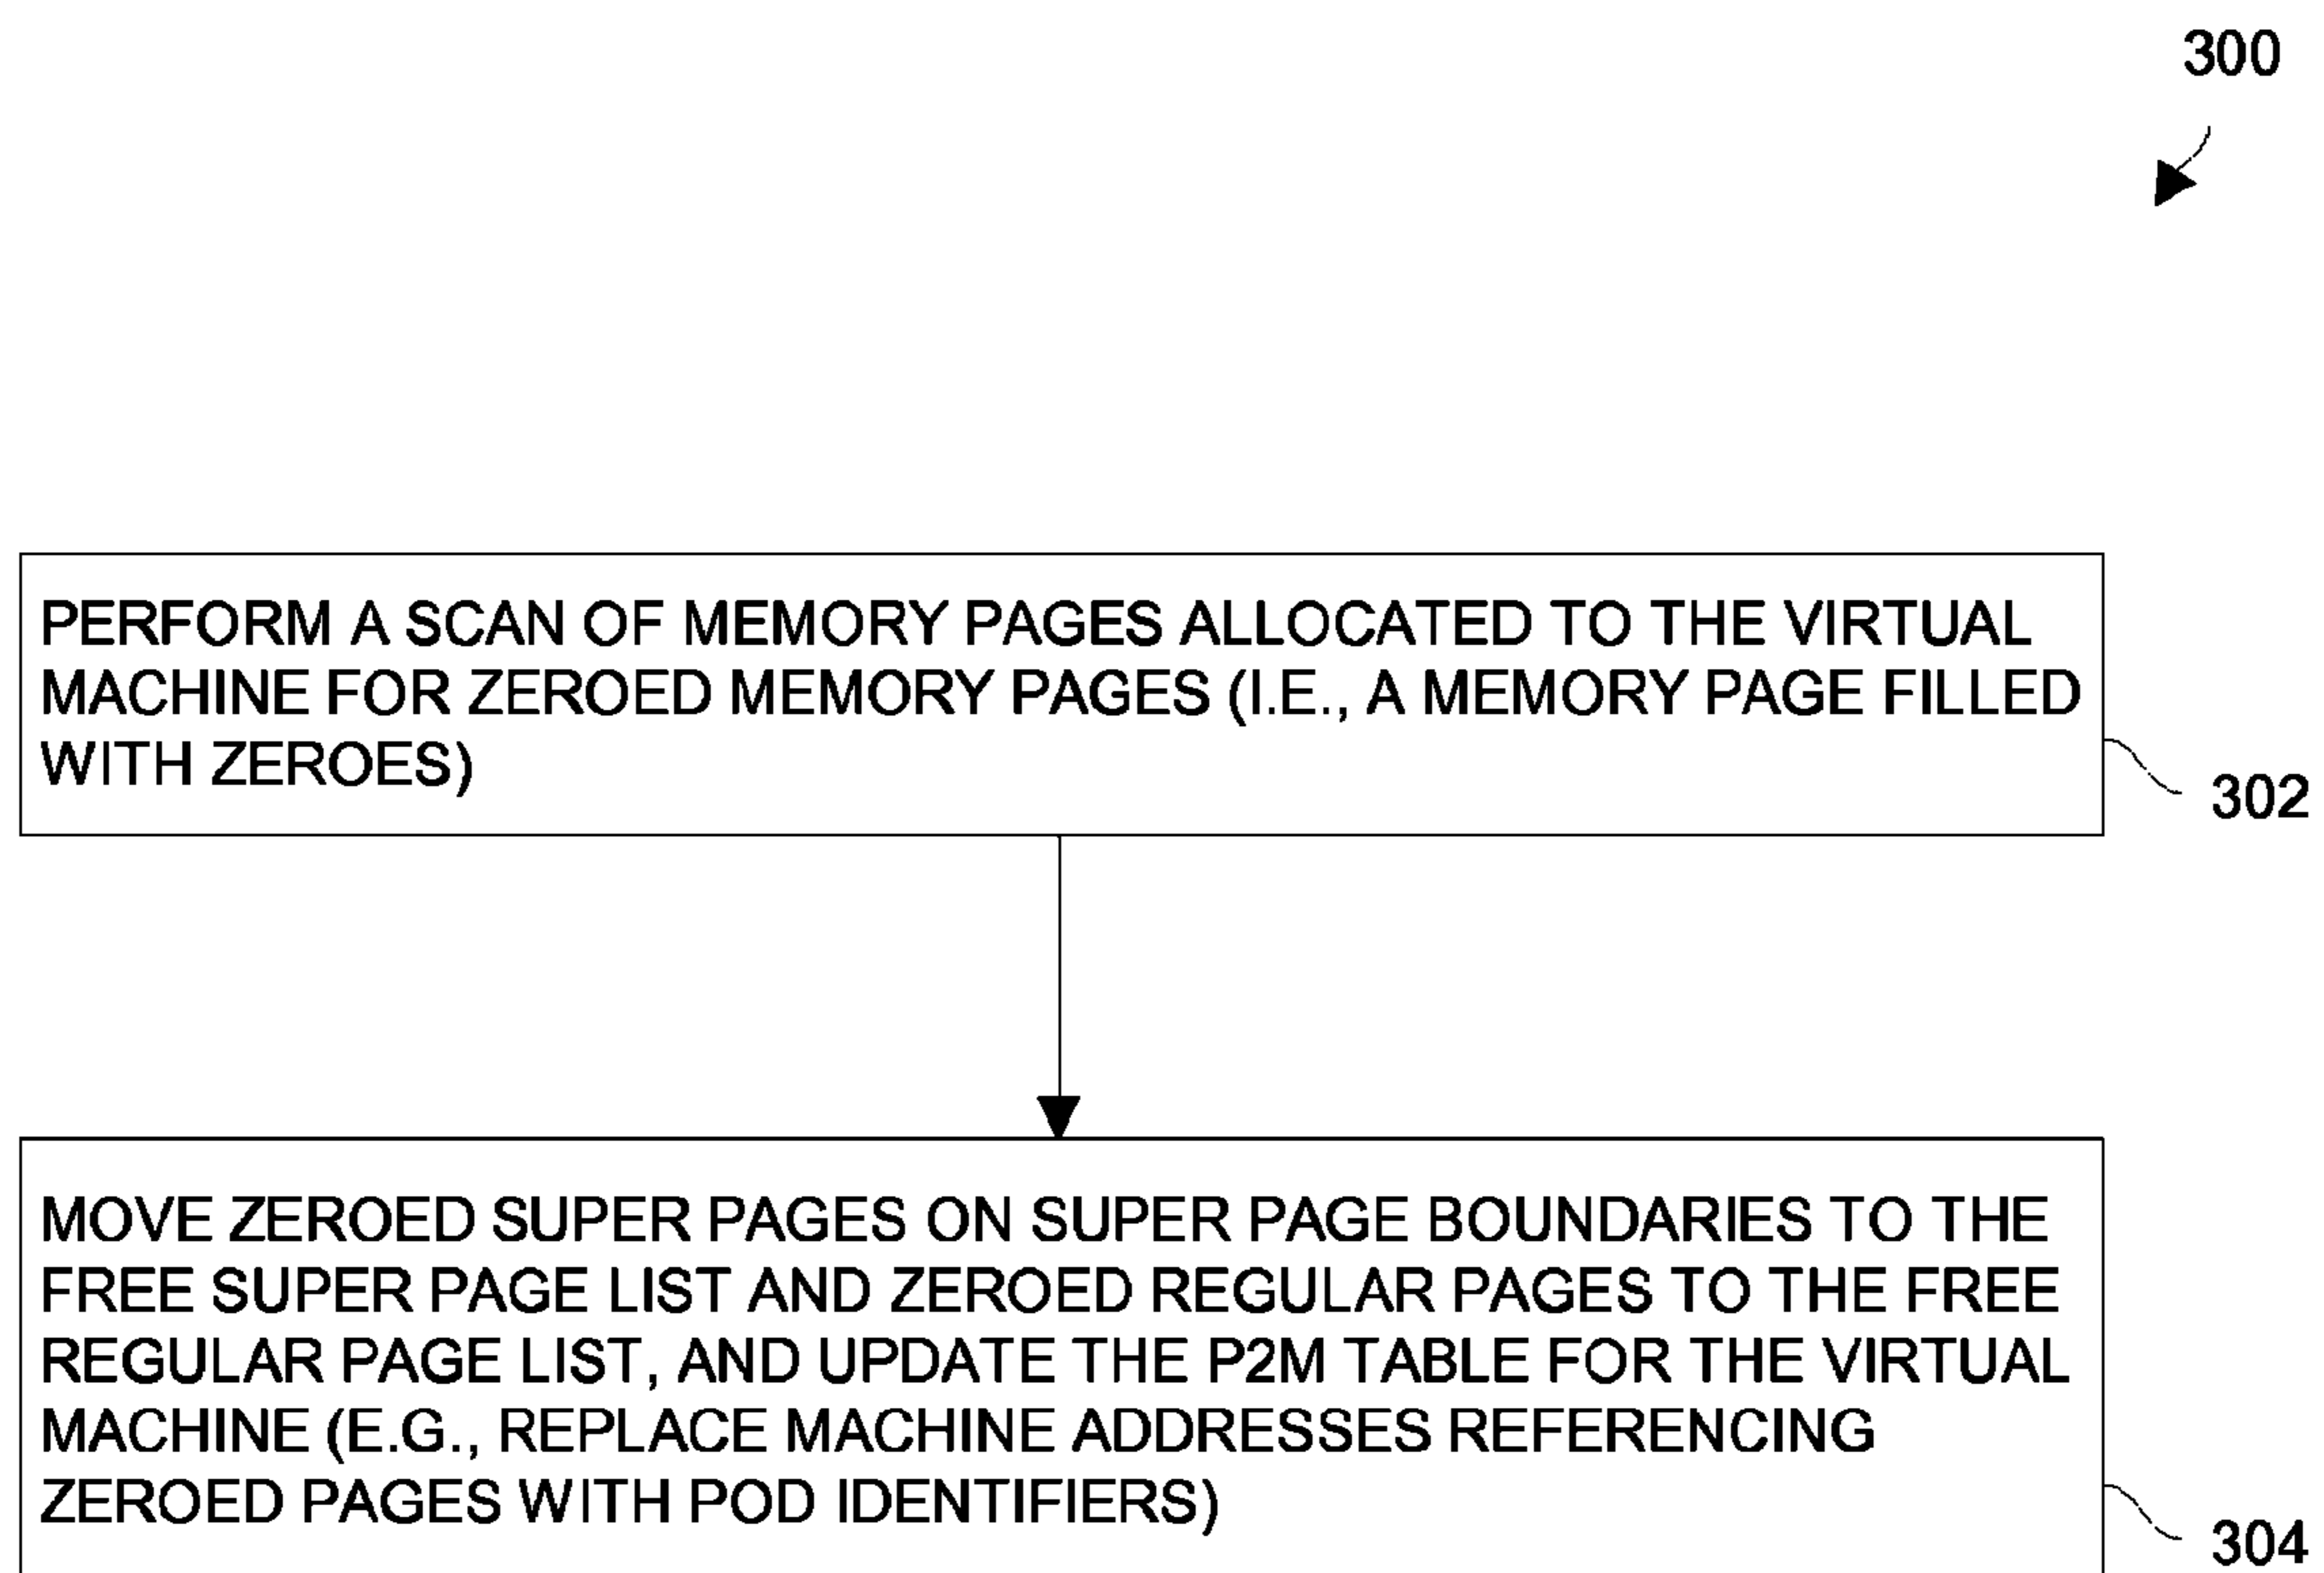 300
PERFORM A SCAN OF MEMORY PAGES ALLOCATED TO THE VIRTUAL
MACHINE FOR ZEROED MEMORY PAGES (I.E., A MEMORY PAGE FILLED
WITH ZEROES)
302
MOVE ZEROED SUPER PAGES ON SUPER PAGE BOUNDARIES TO THE
FREE SUPER PAGE LIST AND ZEROED REGULAR PAGES TO THE FREE
REGULAR PAGE LIST, AND UPDATE THE P2M TABLE FOR THE VIRTUAL
MACHINE (E.G., REPLACE MACHINE ADDRESSES REFERENCING
ZEROED PAGES WITH POD IDENTIFIERS)
304